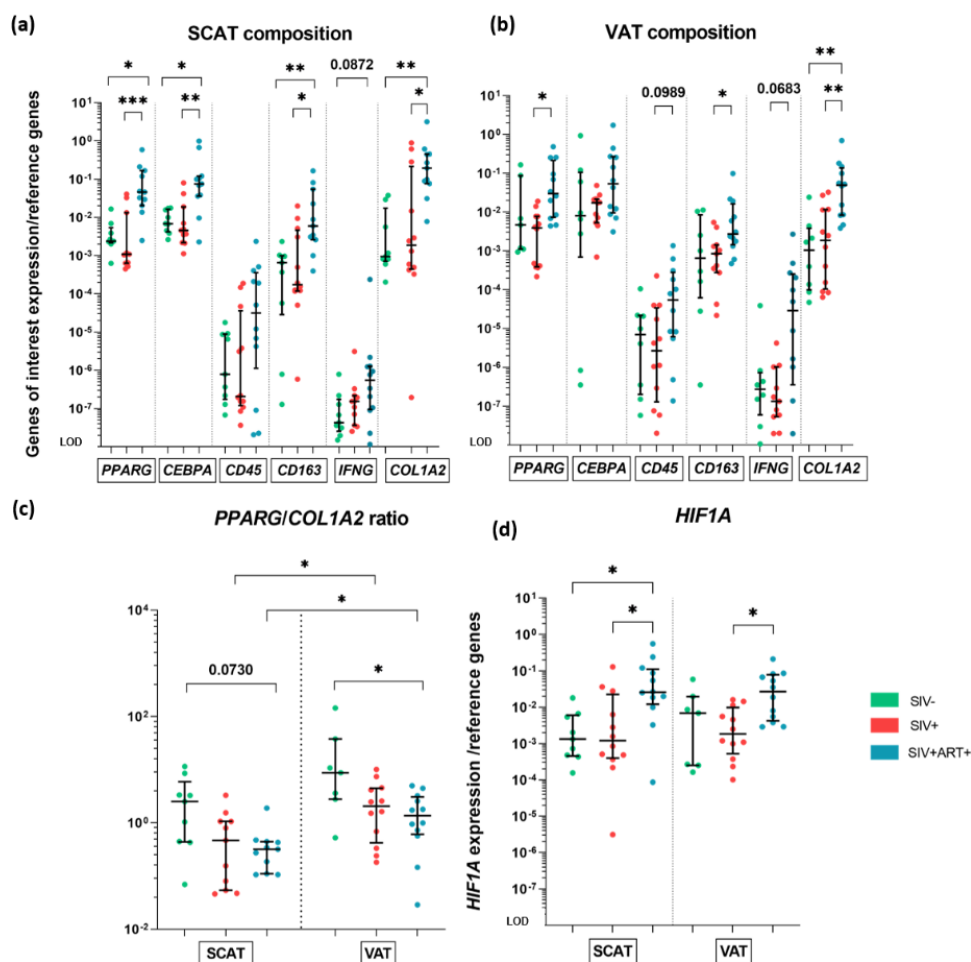 (a)
SCAT composition
Genes of interest expression/reference genes
10¹
10⁰
10⁻¹
10⁻²
10⁻³
10⁻⁴
10⁻⁵
10⁻⁶
10⁻⁷
LOD
*
***
*
**
**
*
0.0872
**
*
PPARG CEBPA CD45 CD163 IFNG COL1A2
(b)
VAT composition
10¹
10⁰
10⁻¹
10⁻²
10⁻³
10⁻⁴
10⁻⁵
10⁻⁶
10⁻⁷
LOD
*
0.0989
*
0.0683
**
**
PPARG CEBPA CD45 CD163 IFNG COL1A2
(c)
PPARG/COL1A2 ratio
10⁴
10²
10⁰
10⁻²
*
*
0.0730
*
SCAT VAT
(d)
HIF1A
HIF1A expression /reference genes
10¹
10⁰
10⁻¹
10⁻²
10⁻³
10⁻⁴
10⁻⁵
10⁻⁶
10⁻⁷
LOD
*
*
*
SCAT VAT
SIV-
SIV+
SIV+ART+